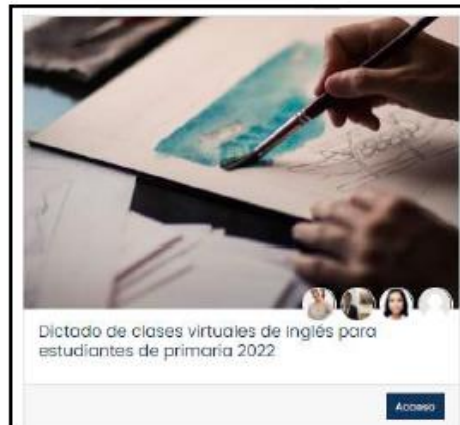 Dictado de clases virtuales de Inglés para
estudiantes de primaria 2022
Acceso